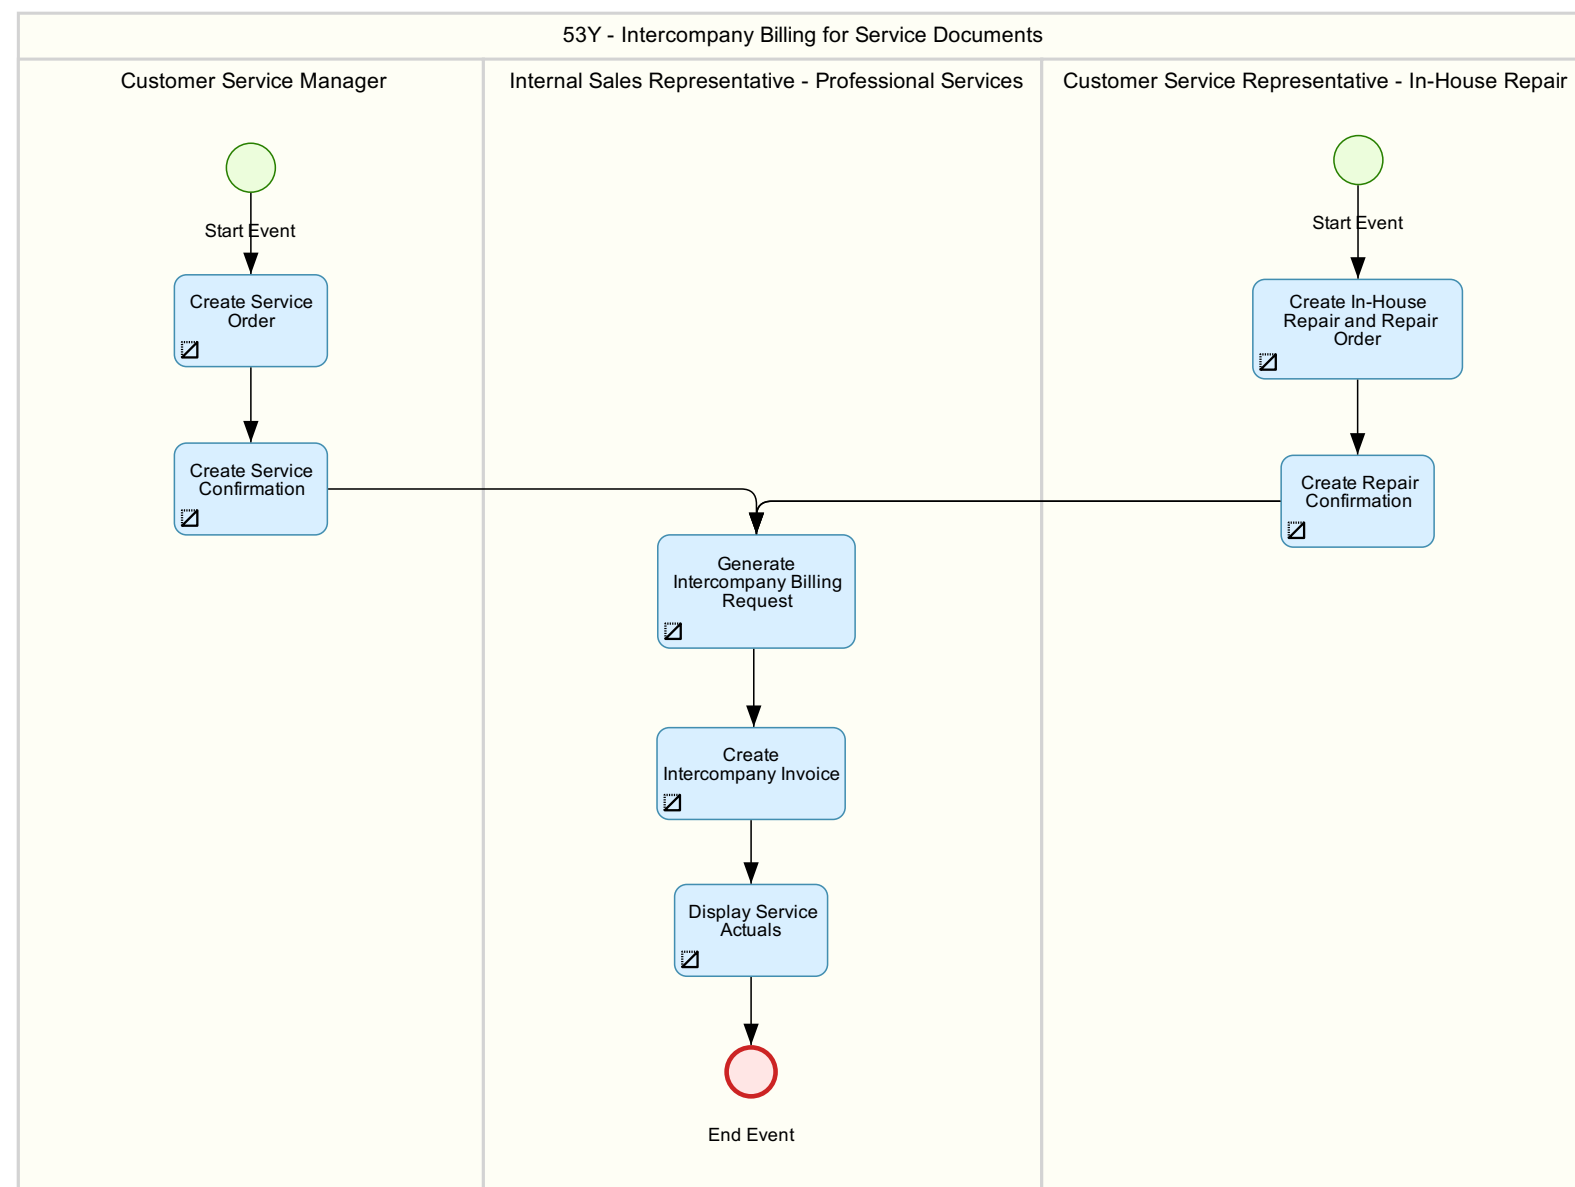 53Y - Intercompany Billing for Service Documents
Customer Service Manager
Internal Sales Representative - Professional Services
Customer Service Representative - In-House Repair
Start Event
Start Event
Create Service
Order
Create In-House
Repair and Repair
Order
Create Service
Confirmation
Create Repair
Confirmation
Generate
Intercompany Billing
Request
Create
Intercompany Invoice
Display Service
Actuals
End Event